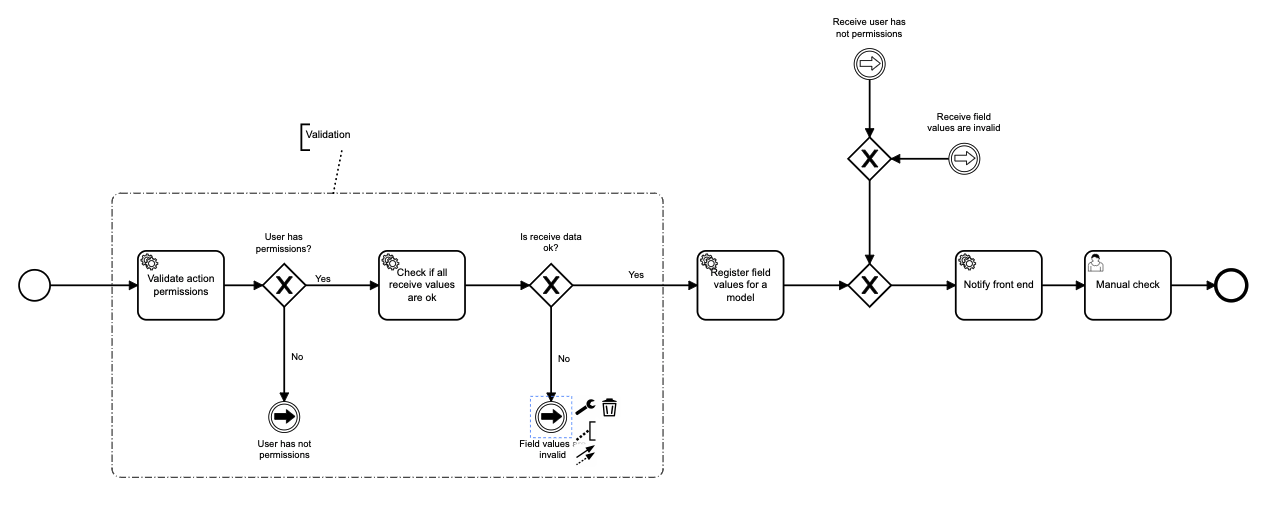 Receive user has
not permissions
Receive field
values are invalid
Validation
User has
permissions?
Is receive data
ok?
Validate action
permissions
Yes
Check if all
receive values
are ok
Yes
Register field
values for a
model
Notify front end
Manual check
No
No
User has not
permissions
Field values
invalid